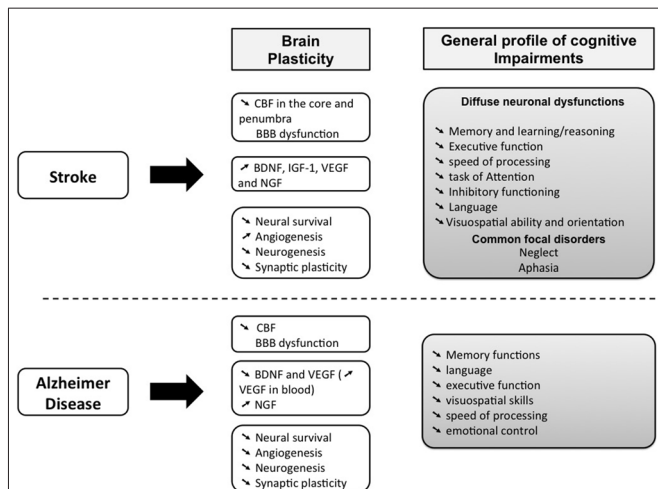 Brain
Plasticity
General profile of cognitive
Impairments
Stroke
↘ CBF in the core and
penumbra
BBB dysfunction
↗ BDNF, IGF-1, VEGF
and NGF
↘ Neural survival
↗ Angiogenesis
↘ Neurogenesis
↘ Synaptic plasticity
Diffuse neuronal dysfunctions
↘ Memory and learning/reasoning
↘ Executive function
↘ speed of processing
↘ task of Attention
↘ Inhibitory functioning
↘ Language
↘ Visuospatial ability and orientation
Common focal disorders
Neglect
Aphasia
Alzheimer
Disease
↘ CBF
BBB dysfunction
↘ BDNF and VEGF (↗
VEGF in blood)
↗ NGF
↘ Neural survival
↘ Angiogenesis
↘ Neurogenesis
↘ Synaptic plasticity
↘ Memory functions
↘ language
↘ executive function
↘ visuospatial skills
↘ speed of processing
↘ emotional control